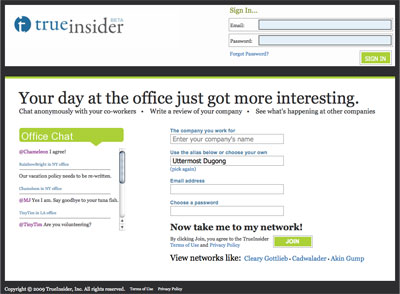 trueinsider BETA
Sign In...
Email:
Password:
Forgot Password?
SIGN IN
Your day at the office just got more interesting.
Chat anonymously with your co-workers • Write a review of your company • See what's happening at other companies
Office Chat
@Chameleon I agree!
RainbowBright in NY office
Our vacation policy needs to be re-written.
Chameleon in NY office
@MJ Yes I am. Say goodbye to your tuna fish.
TinyTim in LA office
@TinyTim Are you volunteering?
The company you work for
Enter your company's name
Use the alias below or choose your own
Uttermost Dugong
(pick again)
Email address
Choose a password
Now take me to my network!
By clicking Join, you agree to the TrueInsider
Terms of Use and Privacy Policy
JOIN
View networks like: Cleary Gottlieb • Cadwalader • Akin Gump
Copyright © 2009 TrueInsider, Inc. All rights reserved. Terms of Use Privacy Policy